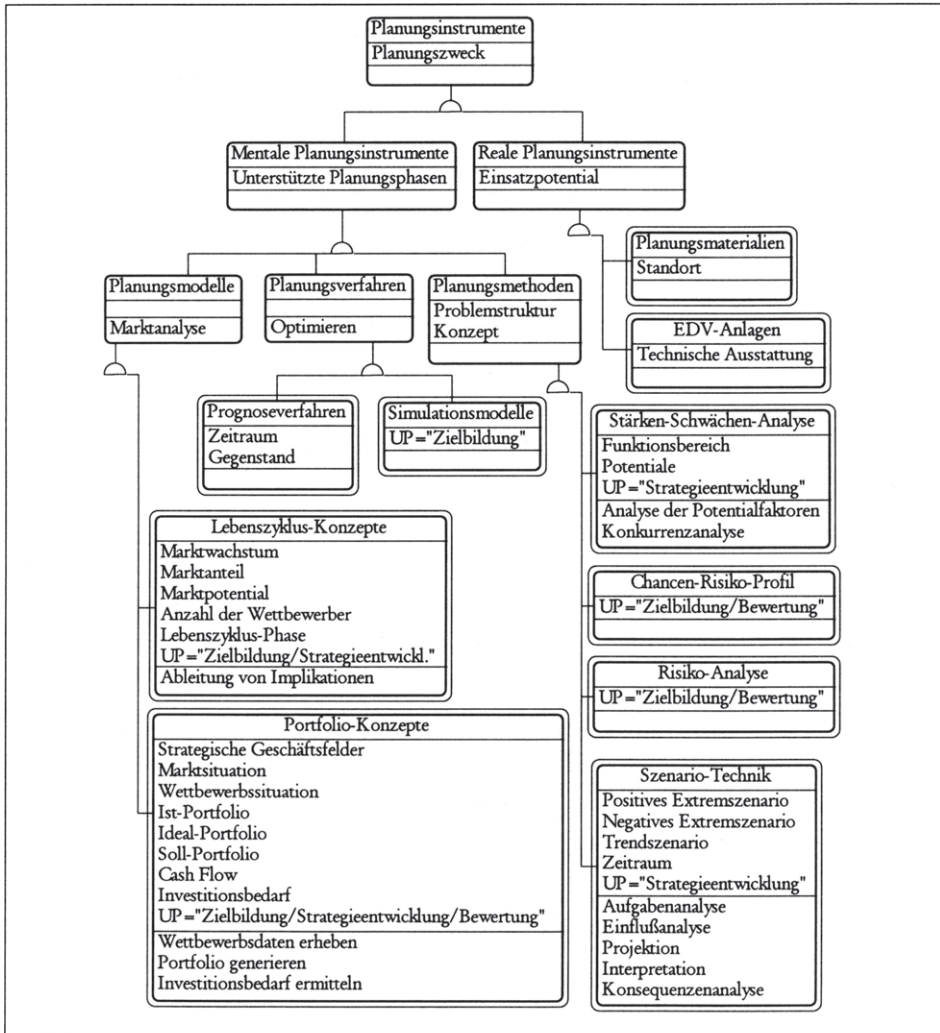 Planungsinstrumente
Planungszweck
Mentale Planungsinstrumente
Unterstützte Planungsphasen
Reale Planungsinstrumente
Einsatzpotential
Planungsmaterialien
Standort
EDV-Anlagen
Technische Ausstattung
Planungsmodelle
Marktanalyse
Planungsverfahren
Optimieren
Planungsmethoden
Problemstruktur
Konzept
Prognoseverfahren
Zeitraum
Gegenstand
Simulationsmodelle
UP="Zielbildung"
Stärken-Schwächen-Analyse
Funktionsbereich
Potentiale
UP="Strategieentwicklung"
Analyse der Potentialfaktoren
Konkurrenzanalyse
Lebenszyklus-Konzepte
Marktwachstum
Marktanteil
Marktpotential
Anzahl der Wettbewerber
Lebenszyklus-Phase
UP="Zielbildung/Strategieentwickl."
Ableitung von Implikationen
Chancen-Risiko-Profil
UP="Zielbildung/Bewertung"
Risiko-Analyse
UP="Zielbildung/Bewertung"
Portfolio-Konzepte
Strategische Geschäftsfelder
Marktsituation
Wettbewerbssituation
Ist-Portfolio
Ideal-Portfolio
Soll-Portfolio
Cash Flow
Investitionsbedarf
UP="Zielbildung/Strategieentwicklung/Bewertung"
Wettbewerbsdaten erheben
Portfolio generieren
Investitionsbedarf ermitteln
Szenario-Technik
Positives Extremszenario
Negatives Extremszenario
Trendszenario
Zeitraum
UP="Strategieentwicklung"
Aufgabenanalyse
Einflußanalyse
Projektion
Interpretation
Konsequenzenanalyse